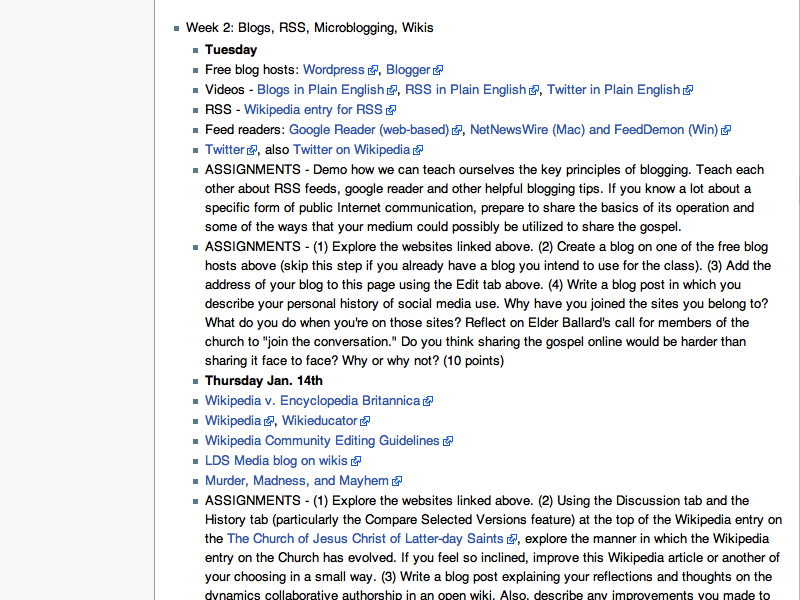 Week 2: Blogs, RSS, Microblogging, Wikis
Tuesday
Free blog hosts: Wordpress, Blogger
Videos - Blogs in Plain English, RSS in Plain English, Twitter in Plain English
RSS - Wikipedia entry for RSS
Feed readers: Google Reader (web-based), NetNewsWire (Mac) and FeedDemon (Win)
Twitter, also Twitter on Wikipedia
ASSIGNMENTS - Demo how we can teach ourselves the key principles of blogging. Teach each
other about RSS feeds, google reader and other helpful blogging tips. If you know a lot about a
specific form of public Internet communication, prepare to share the basics of its operation and
some of the ways that your medium could possibly be utilized to share the gospel.
ASSIGNMENTS - (1) Explore the websites linked above. (2) Create a blog on one of the free blog
hosts above (skip this step if you already have a blog you intend to use for the class). (3) Add the
address of your blog to this page using the Edit tab above. (4) Write a blog post in which you
describe your personal history of social media use. Why have you joined the sites you belong to?
What do you do when you're on those sites? Reflect on Elder Ballard's call for members of the
church to "join the conversation." Do you think sharing the gospel online would be harder than
sharing it face to face? Why or why not? (10 points)
Thursday Jan. 14th
Wikipedia v. Encyclopedia Britannica
Wikipedia, Wikieducator
Wikipedia Community Editing Guidelines
LDS Media blog on wikis
Murder, Madness, and Mayhem
ASSIGNMENTS - (1) Explore the websites linked above. (2) Using the Discussion tab and the
History tab (particularly the Compare Selected Versions feature) at the top of the Wikipedia entry on
the The Church of Jesus Christ of Latter-day Saints, explore the manner in which the Wikipedia
entry on the Church has evolved. If you feel so inclined, improve this Wikipedia article or another of
your choosing in a small way. (3) Write a blog post explaining your reflections and thoughts on the
dynamics collaborative authorship in an open wiki. Also, describe any improvements you made to